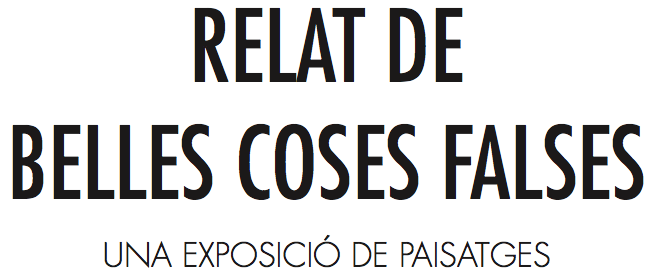 RELAT DE
BELLES COSES FALSES
UNA EXPOSICIÓ DE PAISATGES